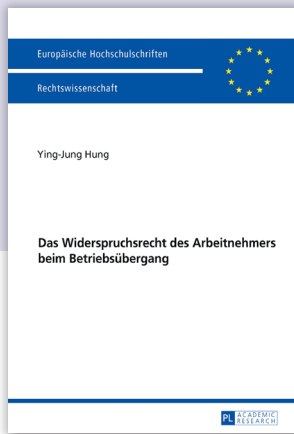 Europäische Hochschulschriften
Rechtswissenschaft
Ying-Jung Hung
Das Widerspruchsrecht des Arbeitnehmers
beim Betriebsübergang
PL ACADEMIC
RESEARCH